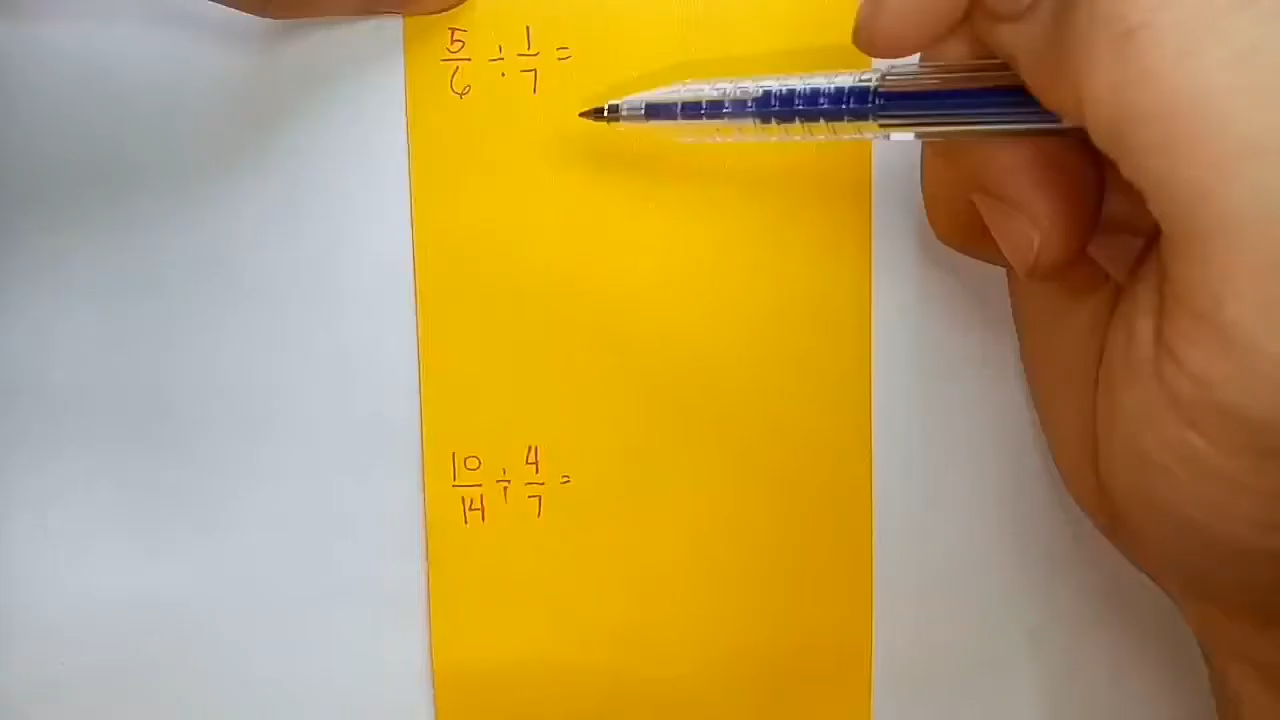 5/6 ÷ 1/7 =
10/14 ÷ 4/7 =